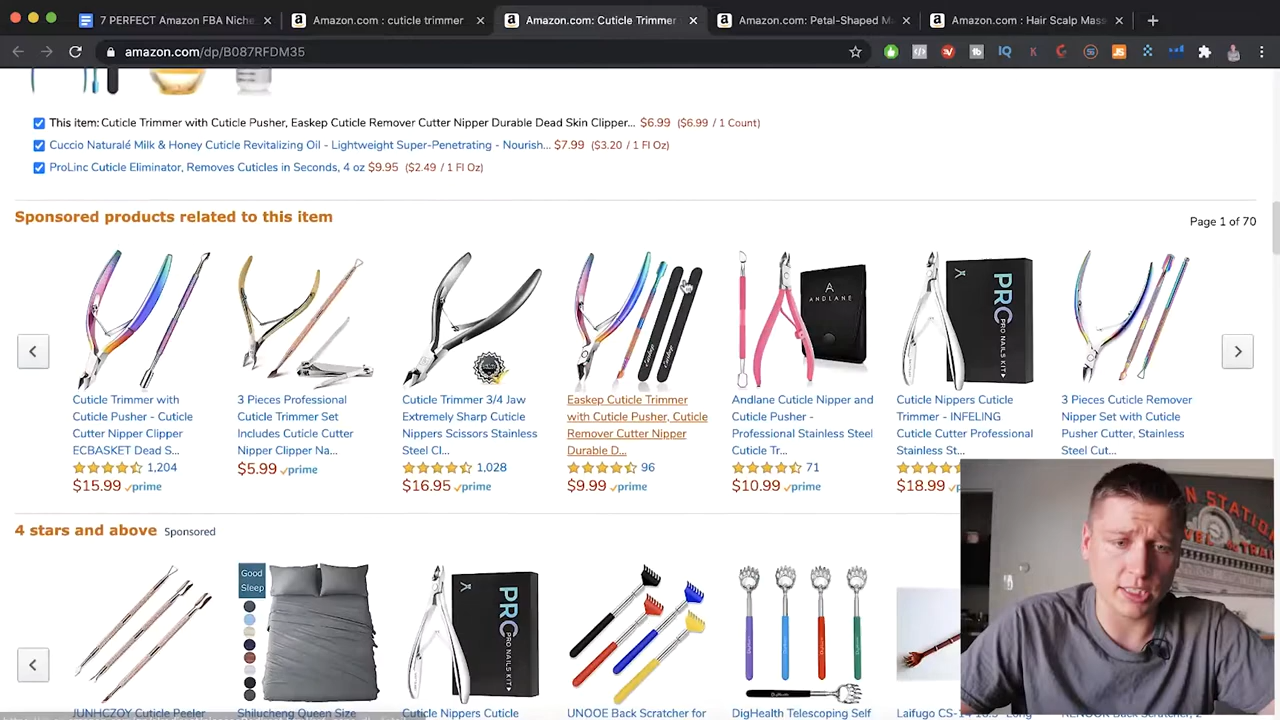 7 PERFECT Amazon FBA Niche
Amazon.com : cuticle trimmer
Amazon.com: Cuticle Trimmer
Amazon.com: Petal-Shaped M
Amazon.com : Hair Scalp Mass
amazon.com/dp/B087RFDM35
This item: Cuticle Trimmer with Cuticle Pusher, Easkep Cuticle Remover Cutter Nipper Durable Dead Skin Clipper... $6.99 ($6.99 / 1 Count)
Cuccio Naturalé Milk & Honey Cuticle Revitalizing Oil - Lightweight Super-Penetrating - Nourish... $7.99 ($3.20 / 1 Fl Oz)
ProLinc Cuticle Eliminator, Removes Cuticles in Seconds, 4 oz $9.95 ($2.49 / 1 Fl Oz)
Sponsored products related to this item
Page 1 of 70
Cuticle Trimmer with
Cuticle Pusher - Cuticle
Cutter Nipper Clipper
ECBASKET Dead S...
1,204
$15.99 prime
3 Pieces Professional
Cuticle Trimmer Set
Includes Cuticle Cutter
Nipper Clipper Na...
$5.99 prime
Cuticle Trimmer 3/4 Jaw
Extremely Sharp Cuticle
Nippers Scissors Stainless
Steel Cl...
1,028
$16.95 prime
Easkep Cuticle Trimmer
with Cuticle Pusher, Cuticle
Remover Cutter Nipper
Durable D...
96
$9.99 prime
ANDLANE
Andlane Cuticle Nipper and
Cuticle Pusher -
Professional Stainless Steel
Cuticle Tr...
71
$10.99 prime
PRO
PRO NAILS KIT
Cuticle Nippers Cuticle
Trimmer - INFELING
Cuticle Cutter Professional
Stainless St...
$18.99
3 Pieces Cuticle Remover
Nipper Set with Cuticle
Pusher Cutter, Stainless
Steel Cut...
4 stars and above Sponsored
JUNHCZOY Cuticle Peeler
Good
Sleep
Shilucheng Queen Size
PRO
PRO NAILS KIT
Cuticle Nippers Cuticle
UNOOE Back Scratcher for
DigHealth Telescoping Self
N STATION